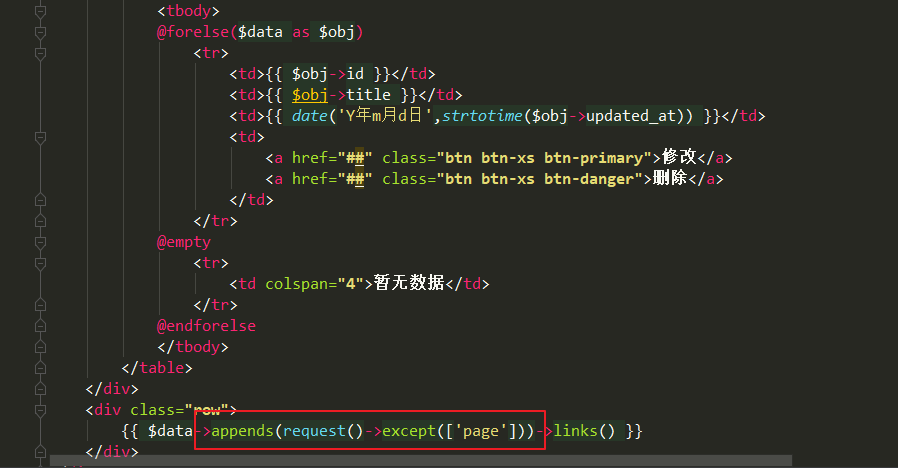 <tbody>
@forelse($data as $obj)
<tr>
<td>{{ $obj->id }}</td>
<td>{{ $obj->title }}</td>
<td>{{ date('Y年m月d日',strtotime($obj->updated_at)) }}</td>
<td>
<a href="##" class="btn btn-xs btn-primary">修改</a>
<a href="##" class="btn btn-xs btn-danger">删除</a>
</td>
</tr>
@empty
<tr>
<td colspan="4">暂无数据</td>
</tr>
@endforelse
</tbody>
</table>
</div>
<div class="row">
{{ $data->appends(request()->except(['page']))->links() }}
</div>